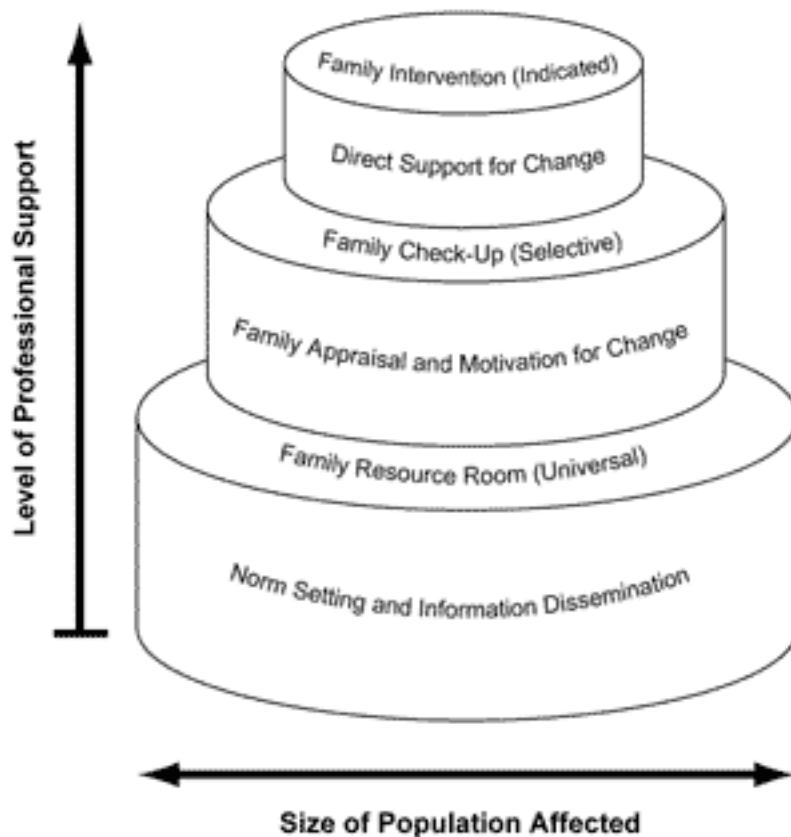 Family Intervention (Indicated)
Direct Support for Change
Family Check-Up (Selective)
Family Appraisal and Motivation for Change
Family Resource Room (Universal)
Norm Setting and Information Dissemination
Level of Professional Support
Size of Population Affected